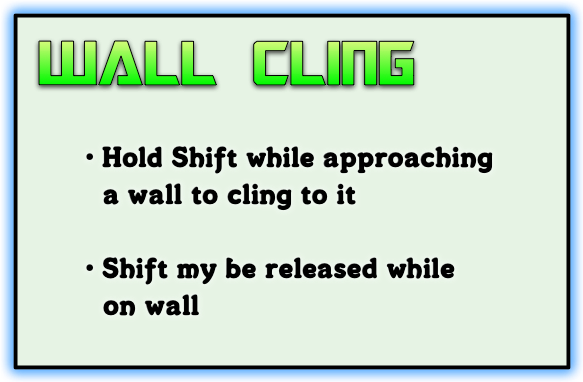 WALL CLING
• Hold Shift while approaching
a wall to cling to it
• Shift my be released while
on wall